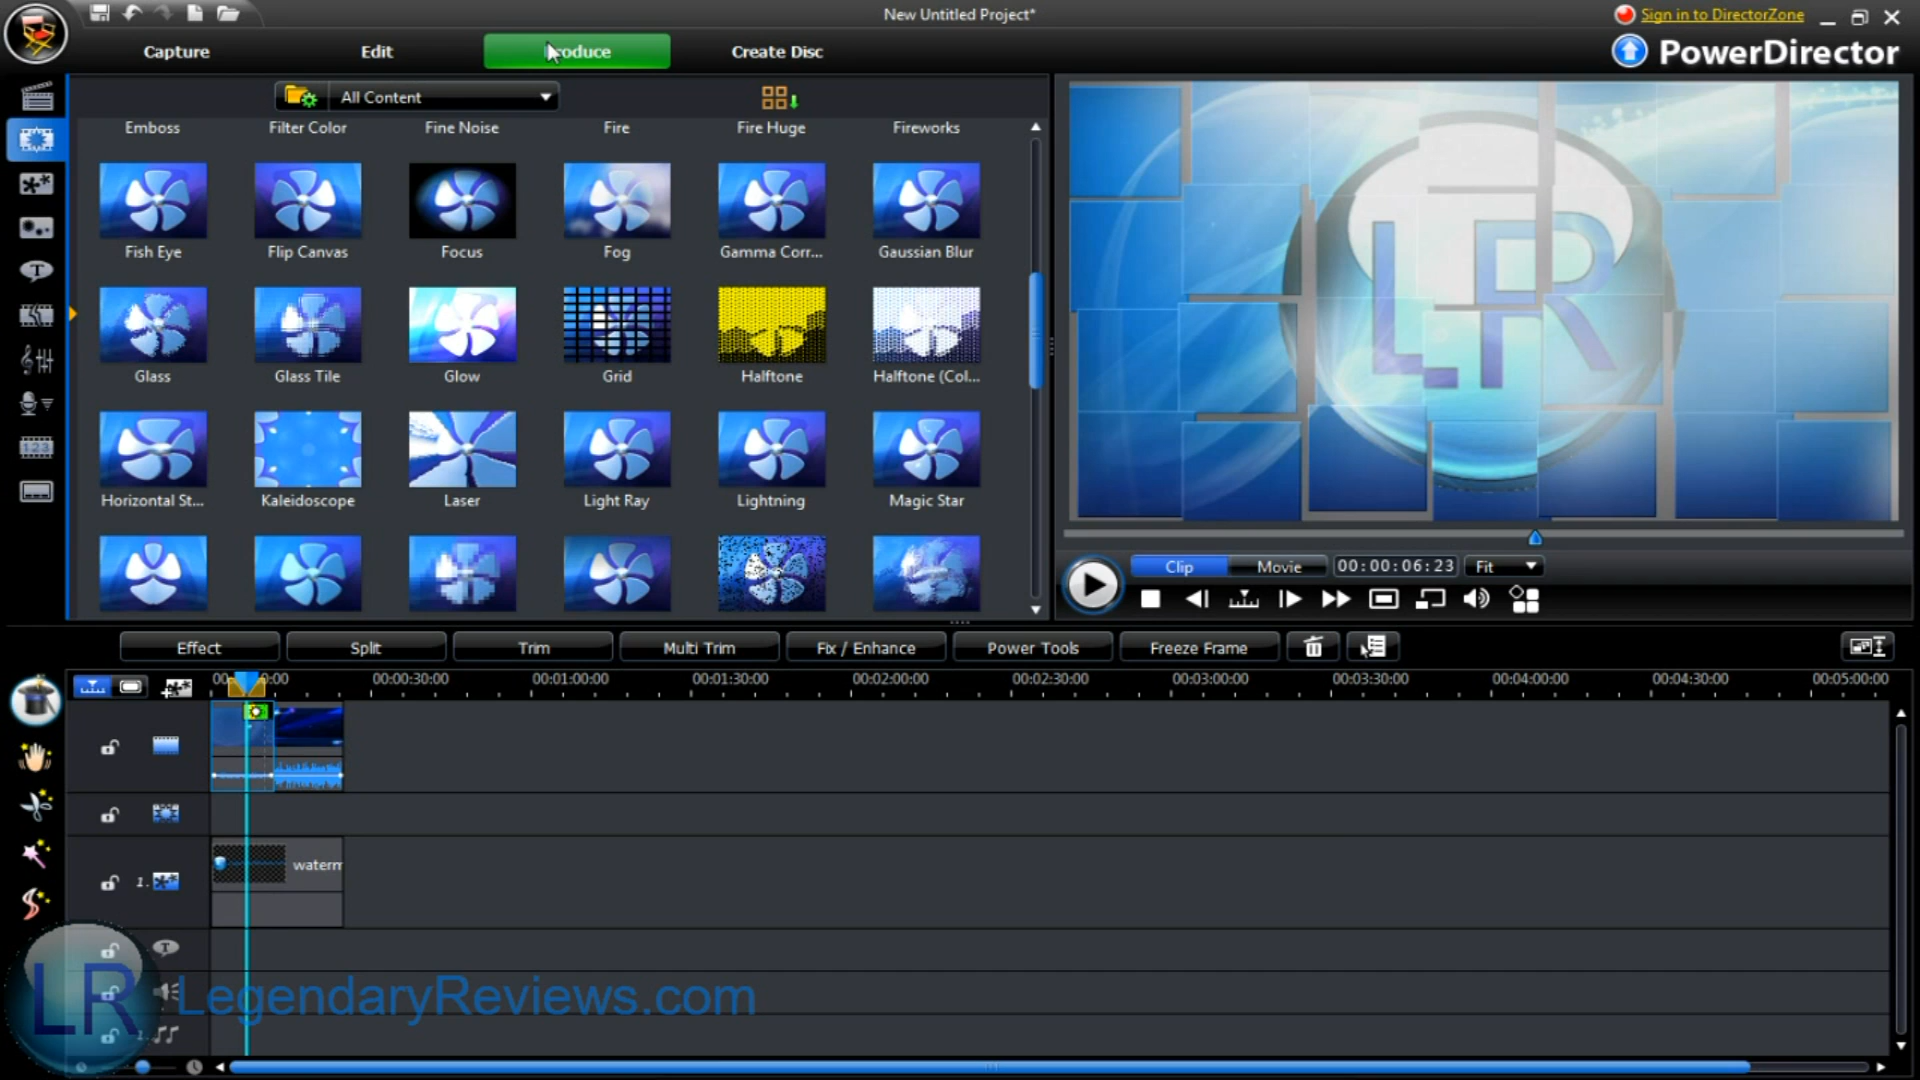 New Untitled Project*
Sign in to DirectorZone
Capture
Edit
Produce
Create Disc
PowerDirector
All Content
Emboss
Filter Color
Fine Noise
Fire
Fire Huge
Fireworks
Fish Eye
Flip Canvas
Focus
Fog
Gamma Corr...
Gaussian Blur
Glass
Glass Tile
Glow
Grid
Halftone
Halftone (Col...
Horizontal St...
Kaleidoscope
Laser
Light Ray
Lightning
Magic Star
LR
Clip
Movie
00:00:06:23
Fit
Effect
Split
Trim
Multi Trim
Fix / Enhance
Power Tools
Freeze Frame
00:00:30:00
00:01:00:00
00:01:30:00
00:02:00:00
00:02:30:00
00:03:00:00
00:03:30:00
00:04:00:00
00:04:30:00
00:05:00:00
1.
waterm
LR
LegendaryReviews.com